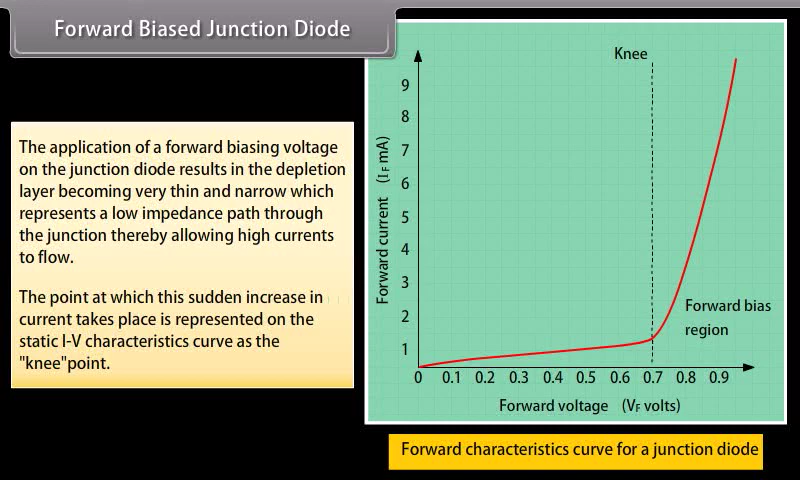 Forward Biased Junction Diode
The application of a forward biasing voltage
on the junction diode results in the depletion
layer becoming very thin and narrow which
represents a low impedance path through
the junction thereby allowing high currents
to flow.
The point at which this sudden increase in
current takes place is represented on the
static I-V characteristics curve as the
"knee"point.
Knee
9
8
7
6
5
4
3
2
1
Forward current (IF mA)
Forward bias
region
0 0.1 0.2 0.3 0.4 0.5 0.6 0.7 0.8 0.9
Forward voltage (VF volts)
Forward characteristics curve for a junction diode